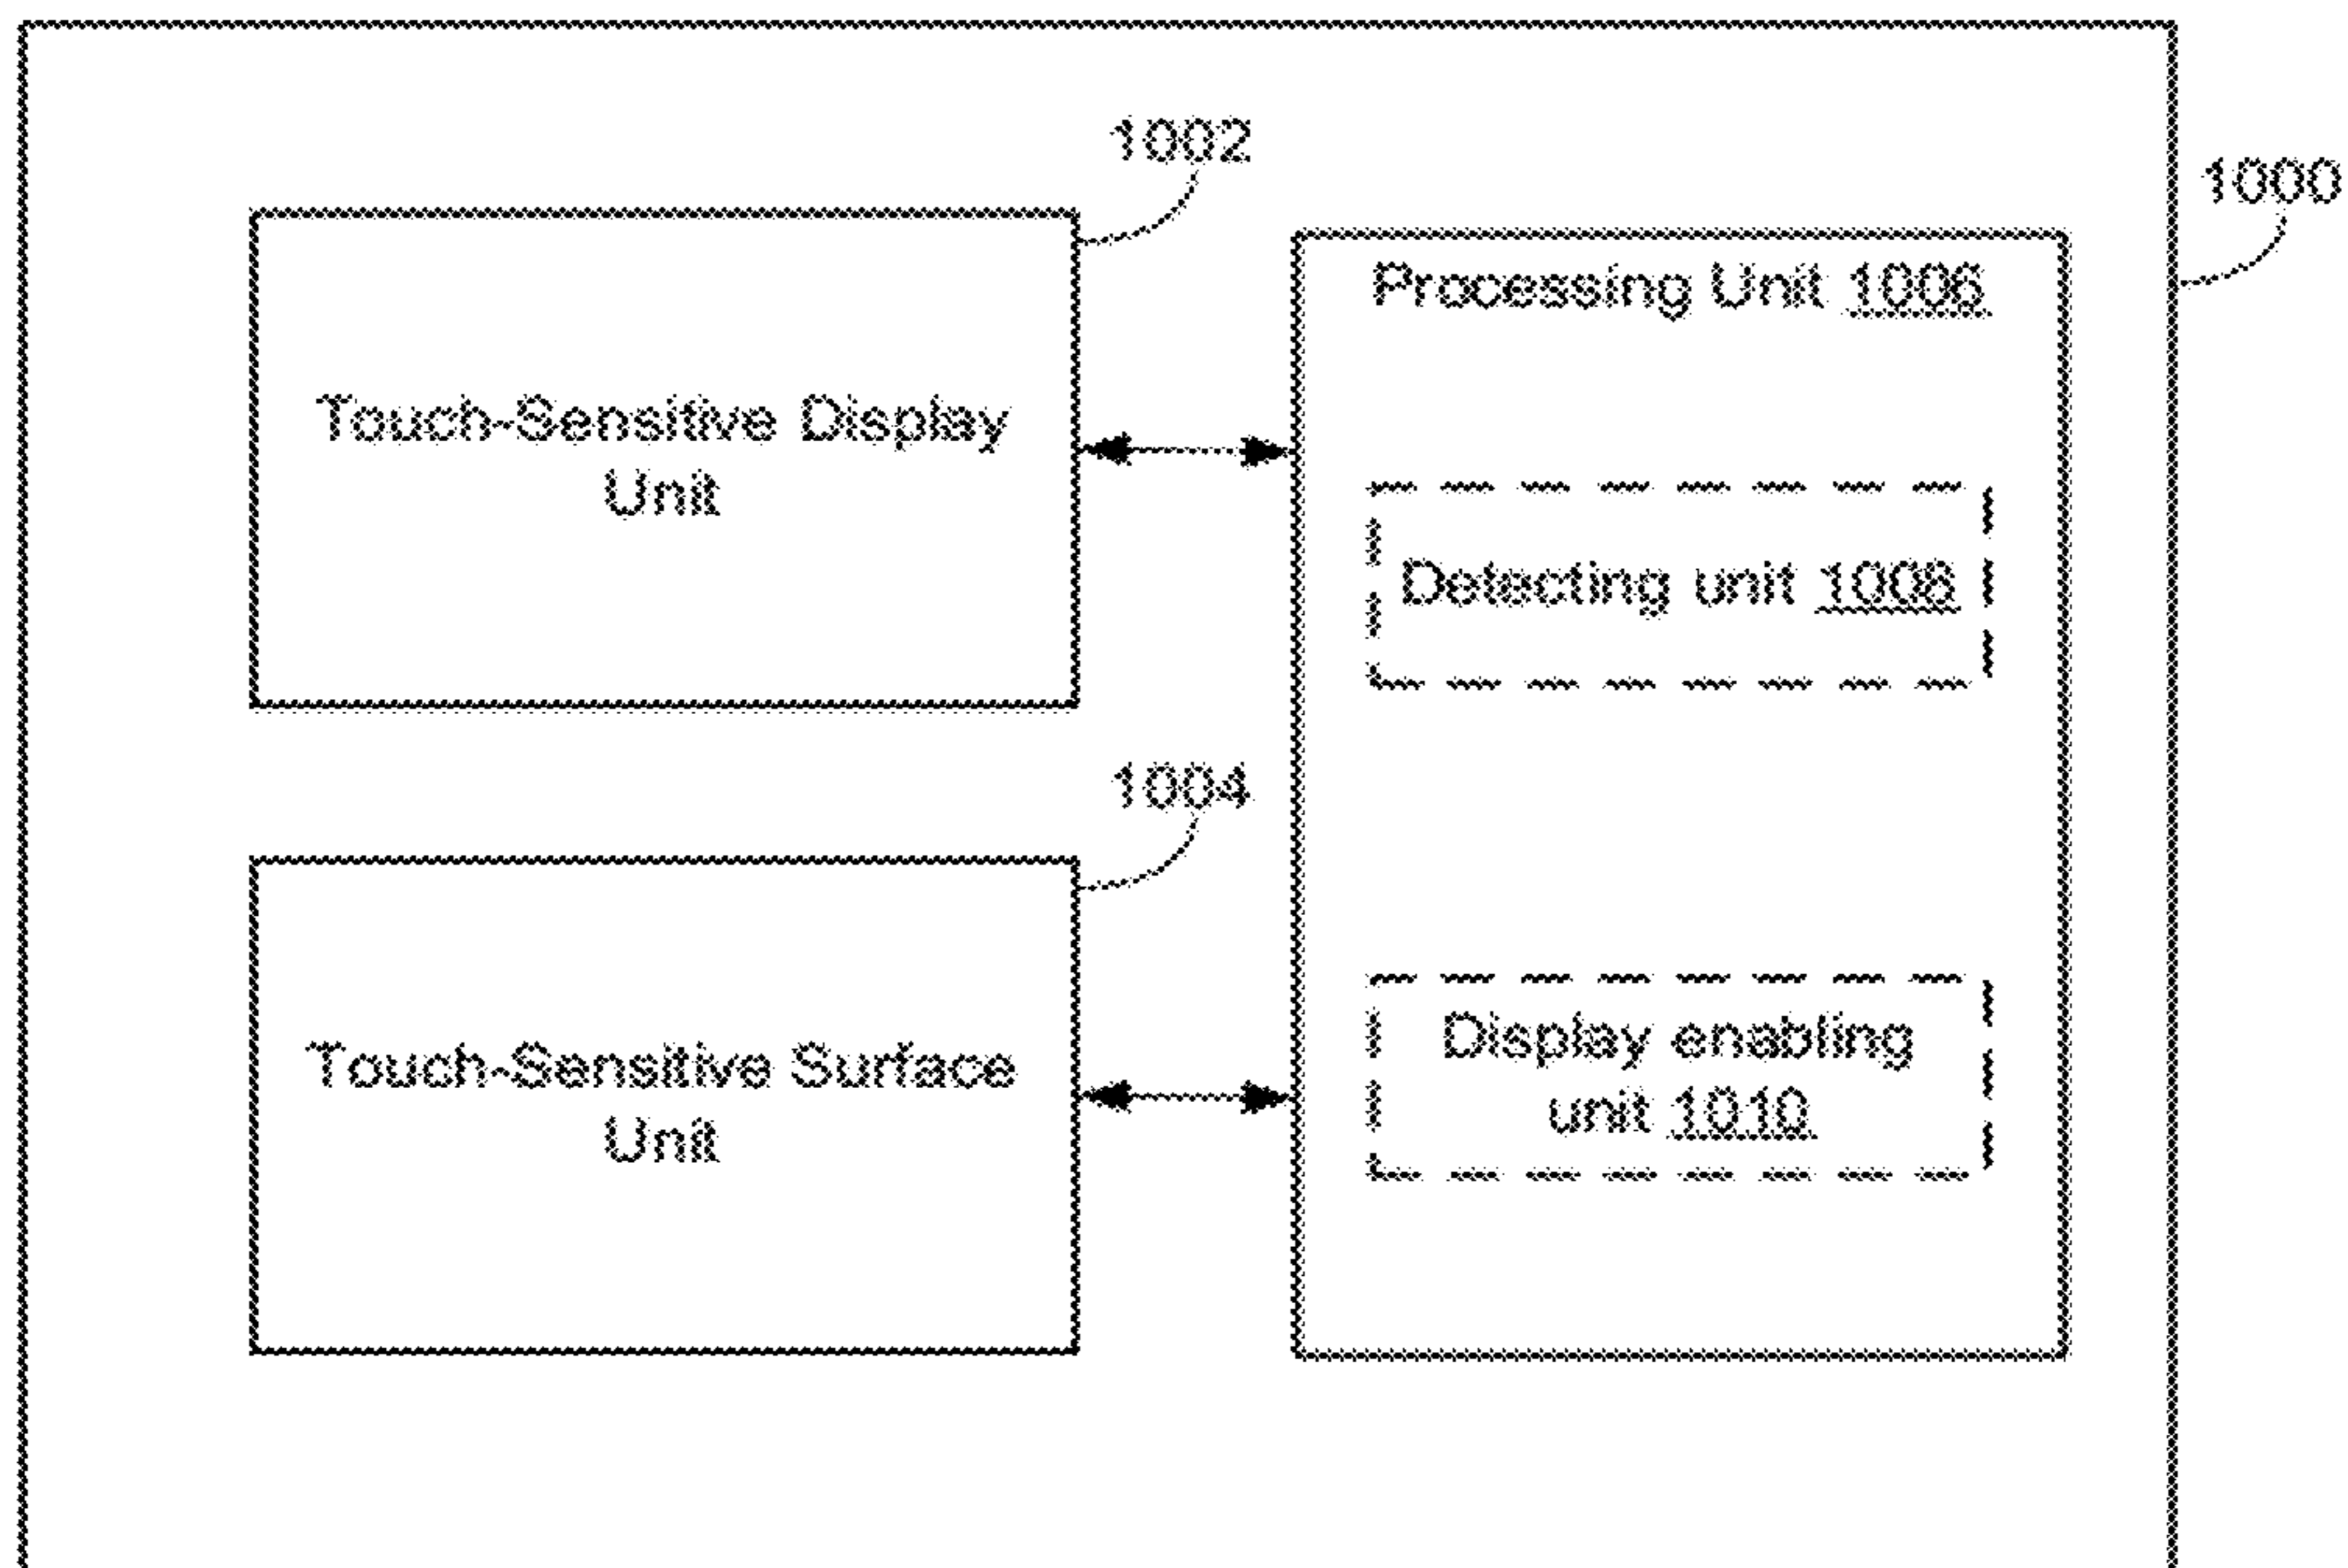 1002
1000
Processing Unit 1006
Touch-Sensitive Display
Unit
Detecting unit 1008
1004
Display enabling
unit 1010
Touch-Sensitive Surface
Unit